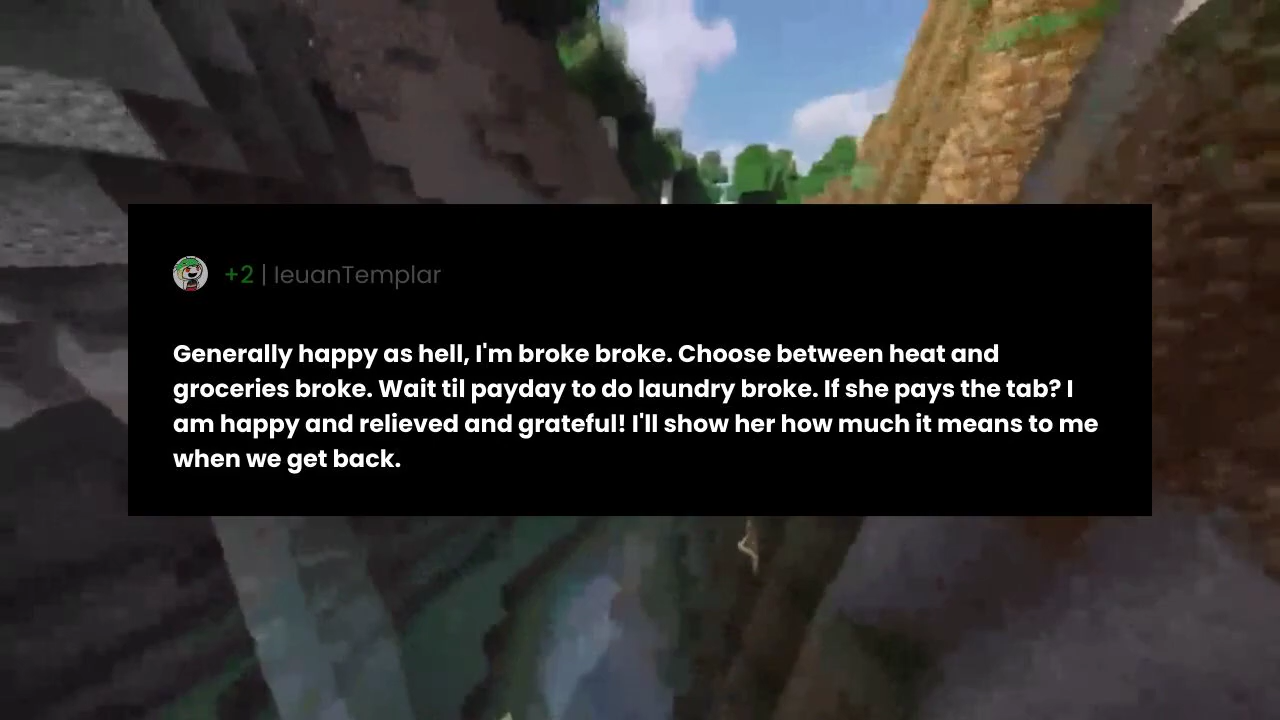 +2 | IeuanTemplar
Generally happy as hell, I'm broke broke. Choose between heat and
groceries broke. Wait til payday to do laundry broke. If she pays the tab? I
am happy and relieved and grateful! I'll show her how much it means to me
when we get back.